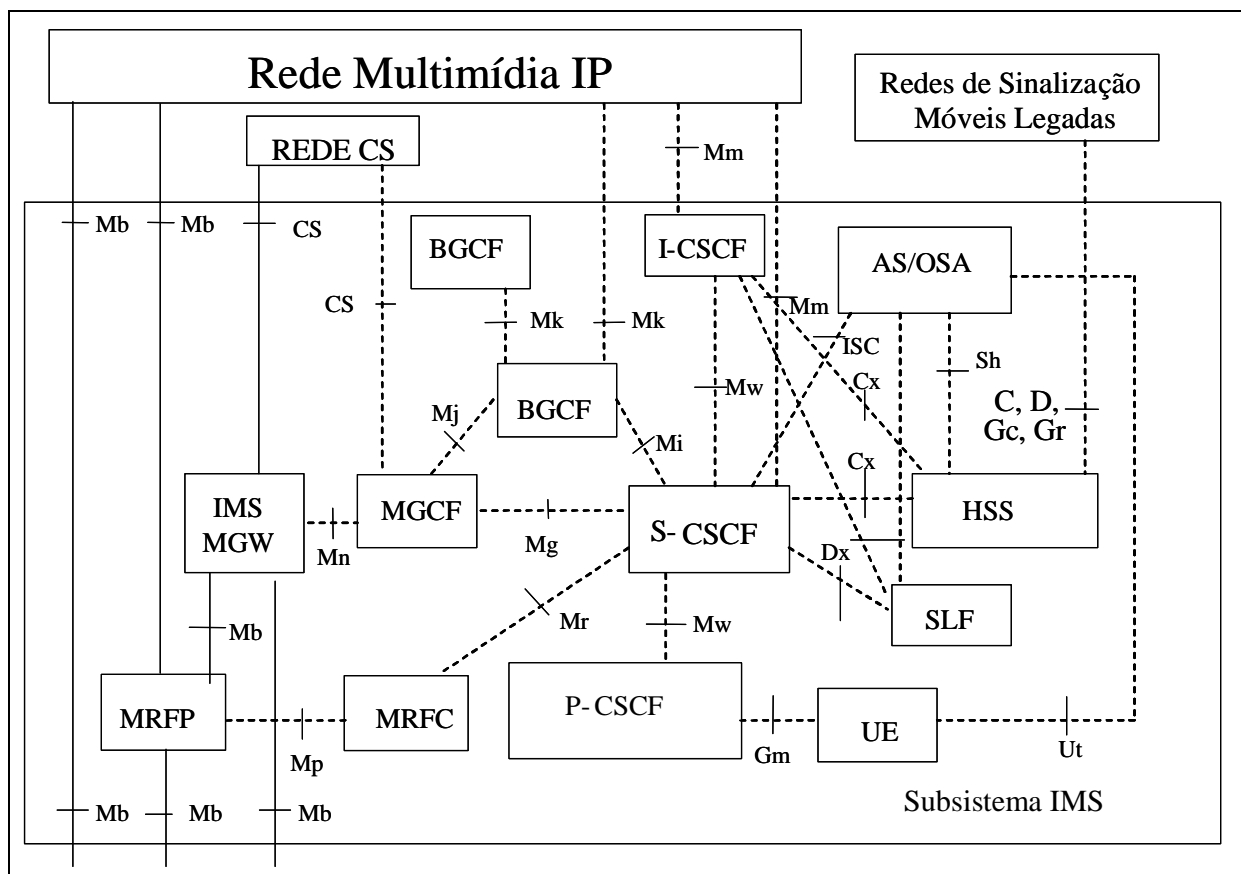 Rede Multimídia IP
Redes de Sinalização
Móveis Legadas
REDE CS
Mm
Mb
Mb
CS
BGCF
I-CSCF
AS/OSA
CS
Mk
Mk
Mm
ISC
Sh
Mw
Cx
C, D,
Gc, Gr
BGCF
Mj
Mi
Cx
IMS
MGW
MGCF
S- CSCF
HSS
Mn
Mg
Dx
Mb
Mr
Mw
SLF
MRFP
MRFC
P- CSCF
UE
Mp
Gm
Ut
Subsistema IMS
Mb
Mb
Mb